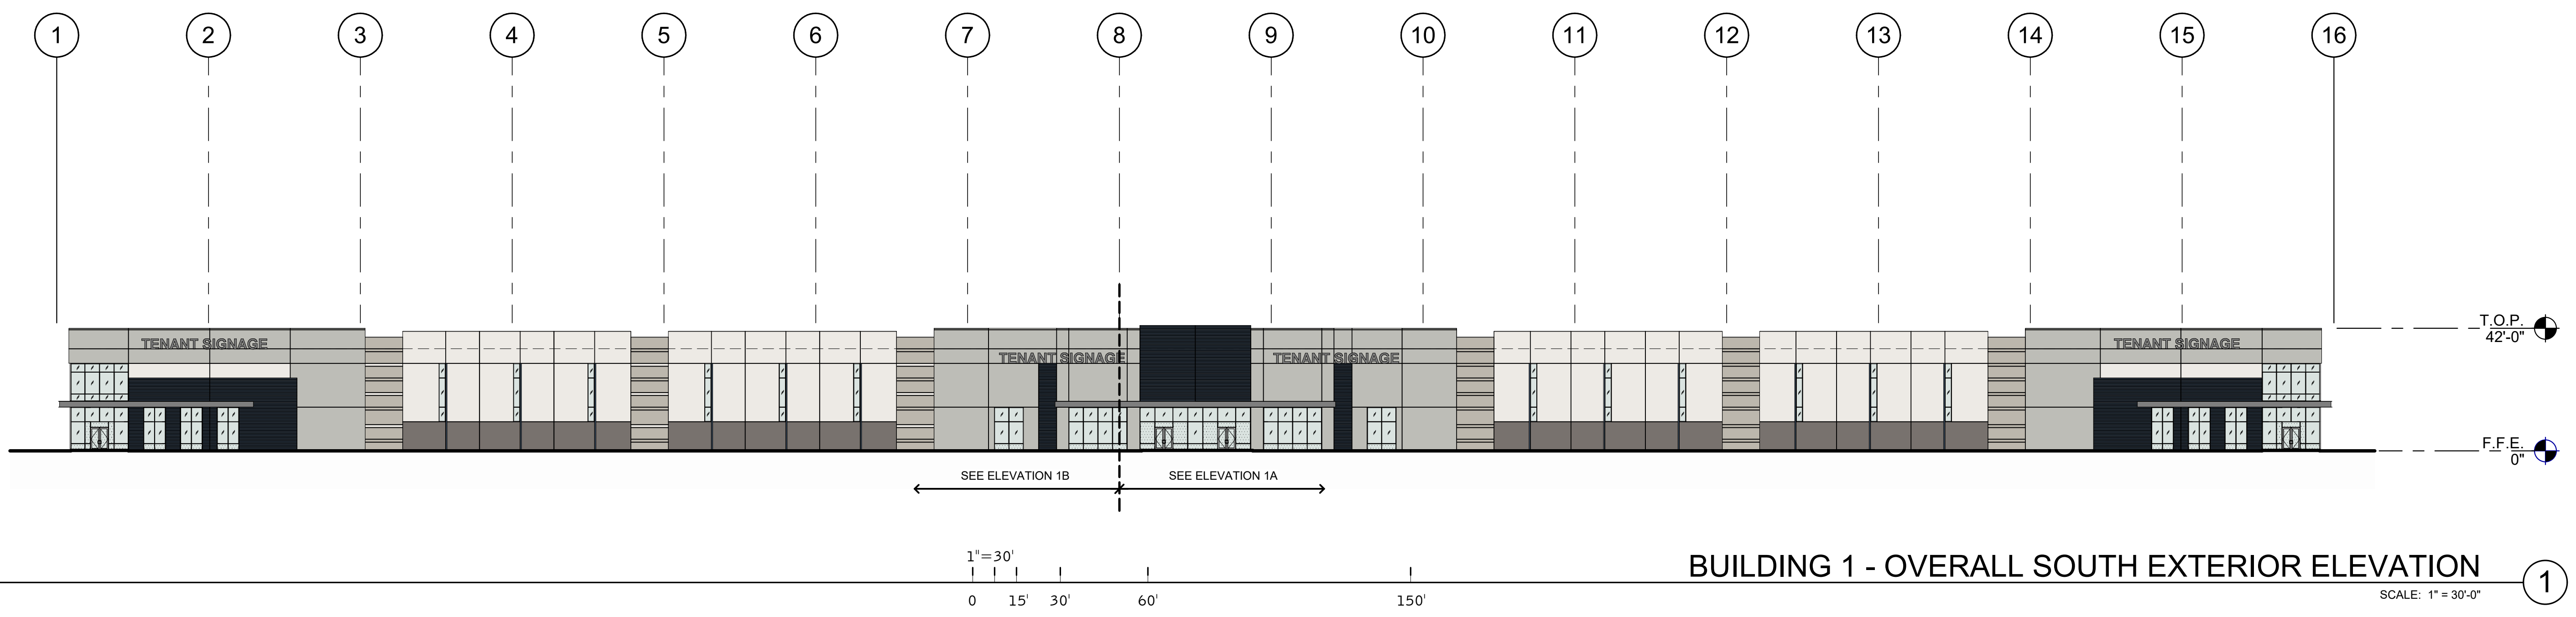 1 2 3 4 5 6 7 8 9 10 11 12 13 14 15 16
T.O.P.
42'-0"
TENANT SIGNAGE TENANT SIGNAGE TENANT SIGNAGE TENANT SIGNAGE
F.F.E.
0"
SEE ELEVATION 1B SEE ELEVATION 1A
1"=30'
0 15' 30' 60' 150'
BUILDING 1 - OVERALL SOUTH EXTERIOR ELEVATION 1
SCALE: 1" = 30'-0"